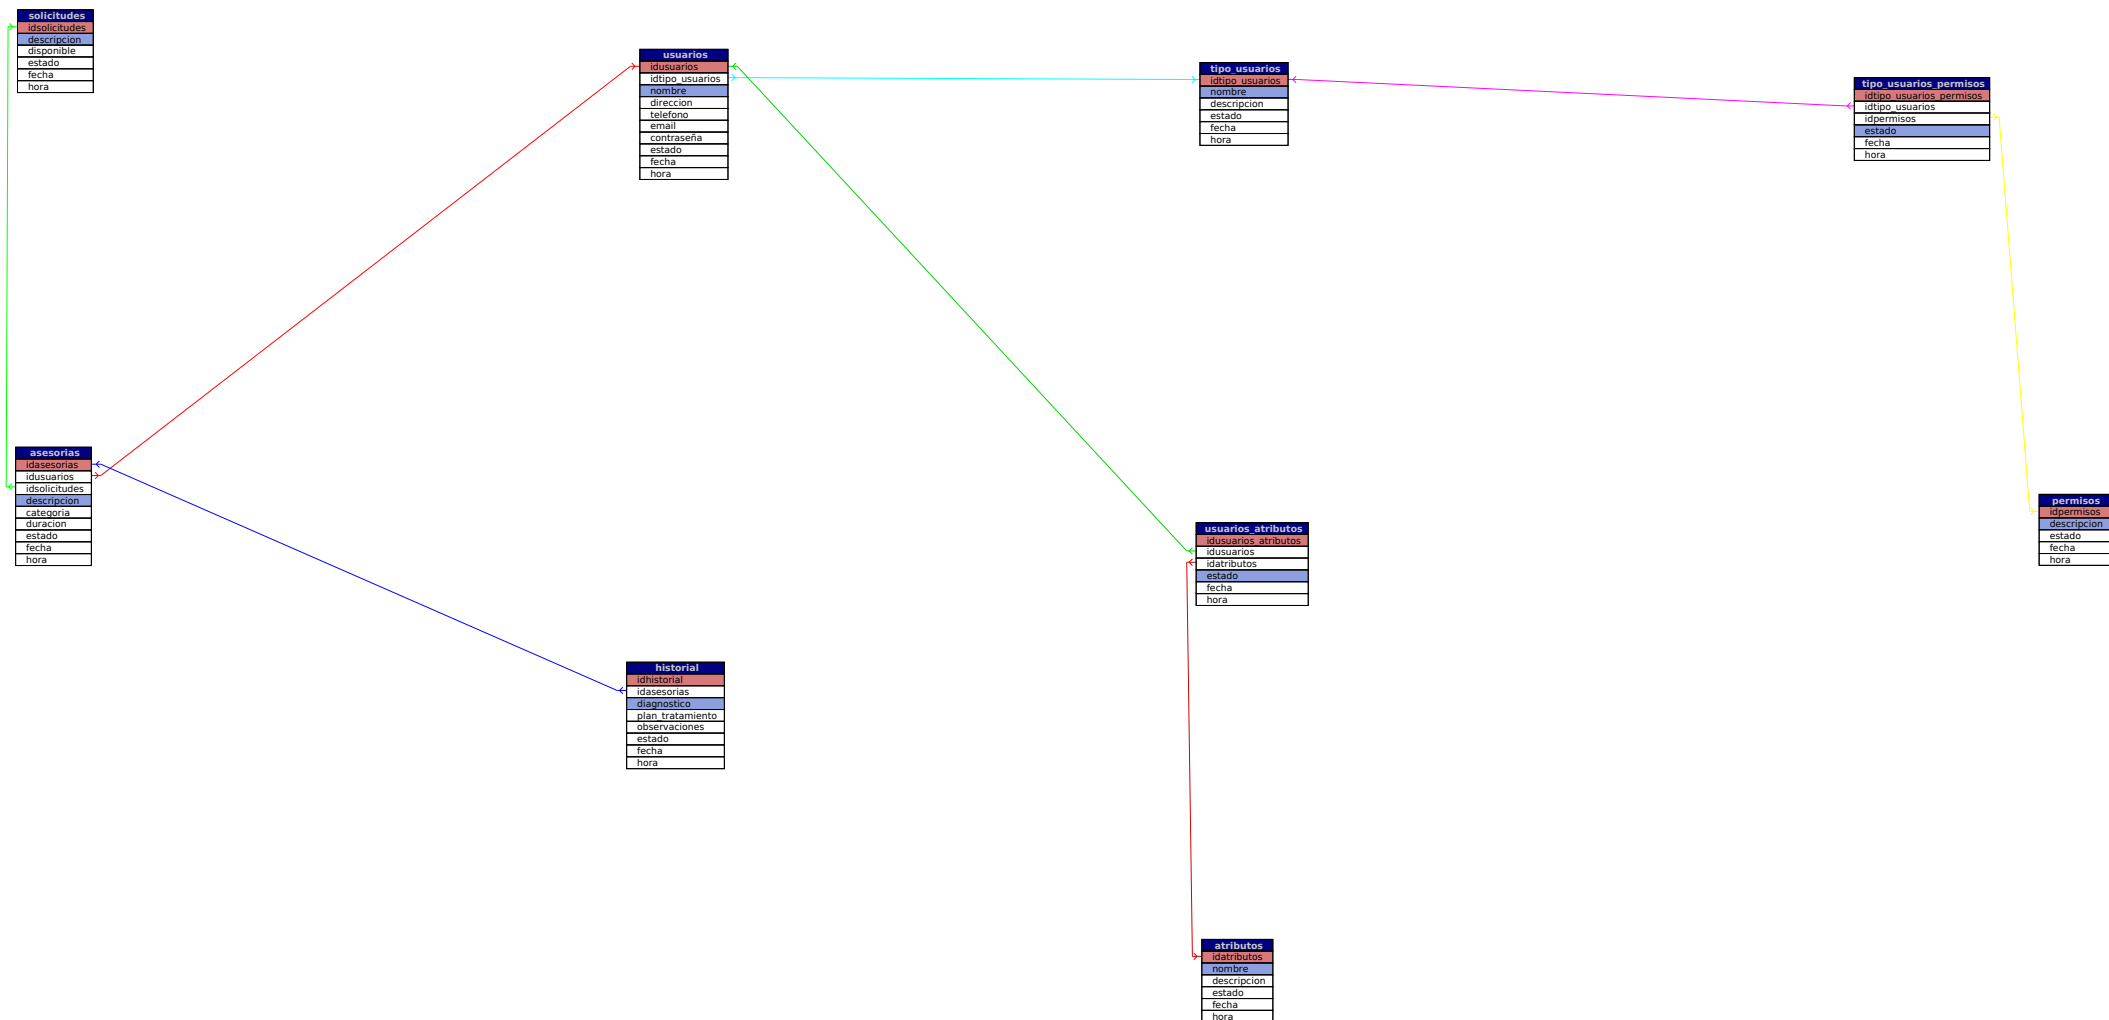 solicitudes
idsolicitudes
descripcion
disponible
estado
fecha
hora
usuarios
idusuarios
idtipo_usuarios
nombre
direccion
telefono
email
contraseña
estado
fecha
hora
tipo_usuarios
idtipo_usuarios
nombre
descripcion
estado
fecha
hora
tipo_usuarios_permisos
idtipo_usuarios_permisos
idtipo_usuarios
idpermisos
estado
fecha
hora
asesorias
idasesorias
idusuarios
idsolicitudes
descripcion
categoria
duracion
estado
fecha
hora
permisos
idpermisos
descripcion
estado
fecha
hora
usuarios_atributos
idusuarios_atributos
idusuarios
idatributos
estado
fecha
hora
historial
idhistorial
idasesorias
diagnostico
plan_tratamiento
observaciones
estado
fecha
hora
atributos
idatributos
nombre
descripcion
estado
fecha
hora